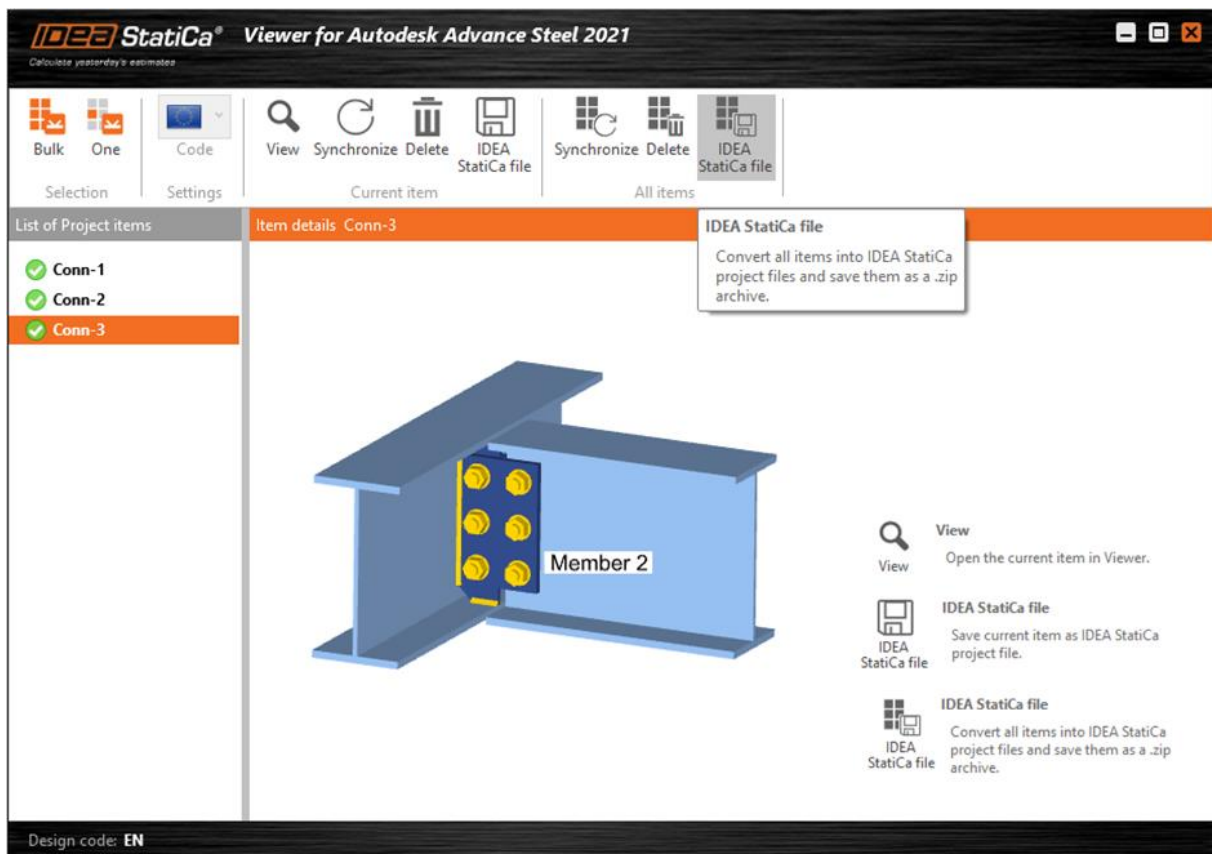 IDEA StatiCa® Viewer for Autodesk Advance Steel 2021
Calculate yesterday's estimates
Bulk One Code View Synchronize Delete IDEA StatiCa file Synchronize Delete IDEA StatiCa file
Selection Settings Current item All items
List of Project items
Item details Conn-3
IDEA StatiCa file
Convert all items into IDEA StatiCa
project files and save them as a .zip
archive.
Conn-1
Conn-2
Conn-3
Member 2
View
View
Open the current item in Viewer.
IDEA
StatiCa file
IDEA StatiCa file
Save current item as IDEA StatiCa
project file.
IDEA
StatiCa file
IDEA StatiCa file
Convert all items into IDEA StatiCa
project files and save them as a .zip
archive.
Design code: EN